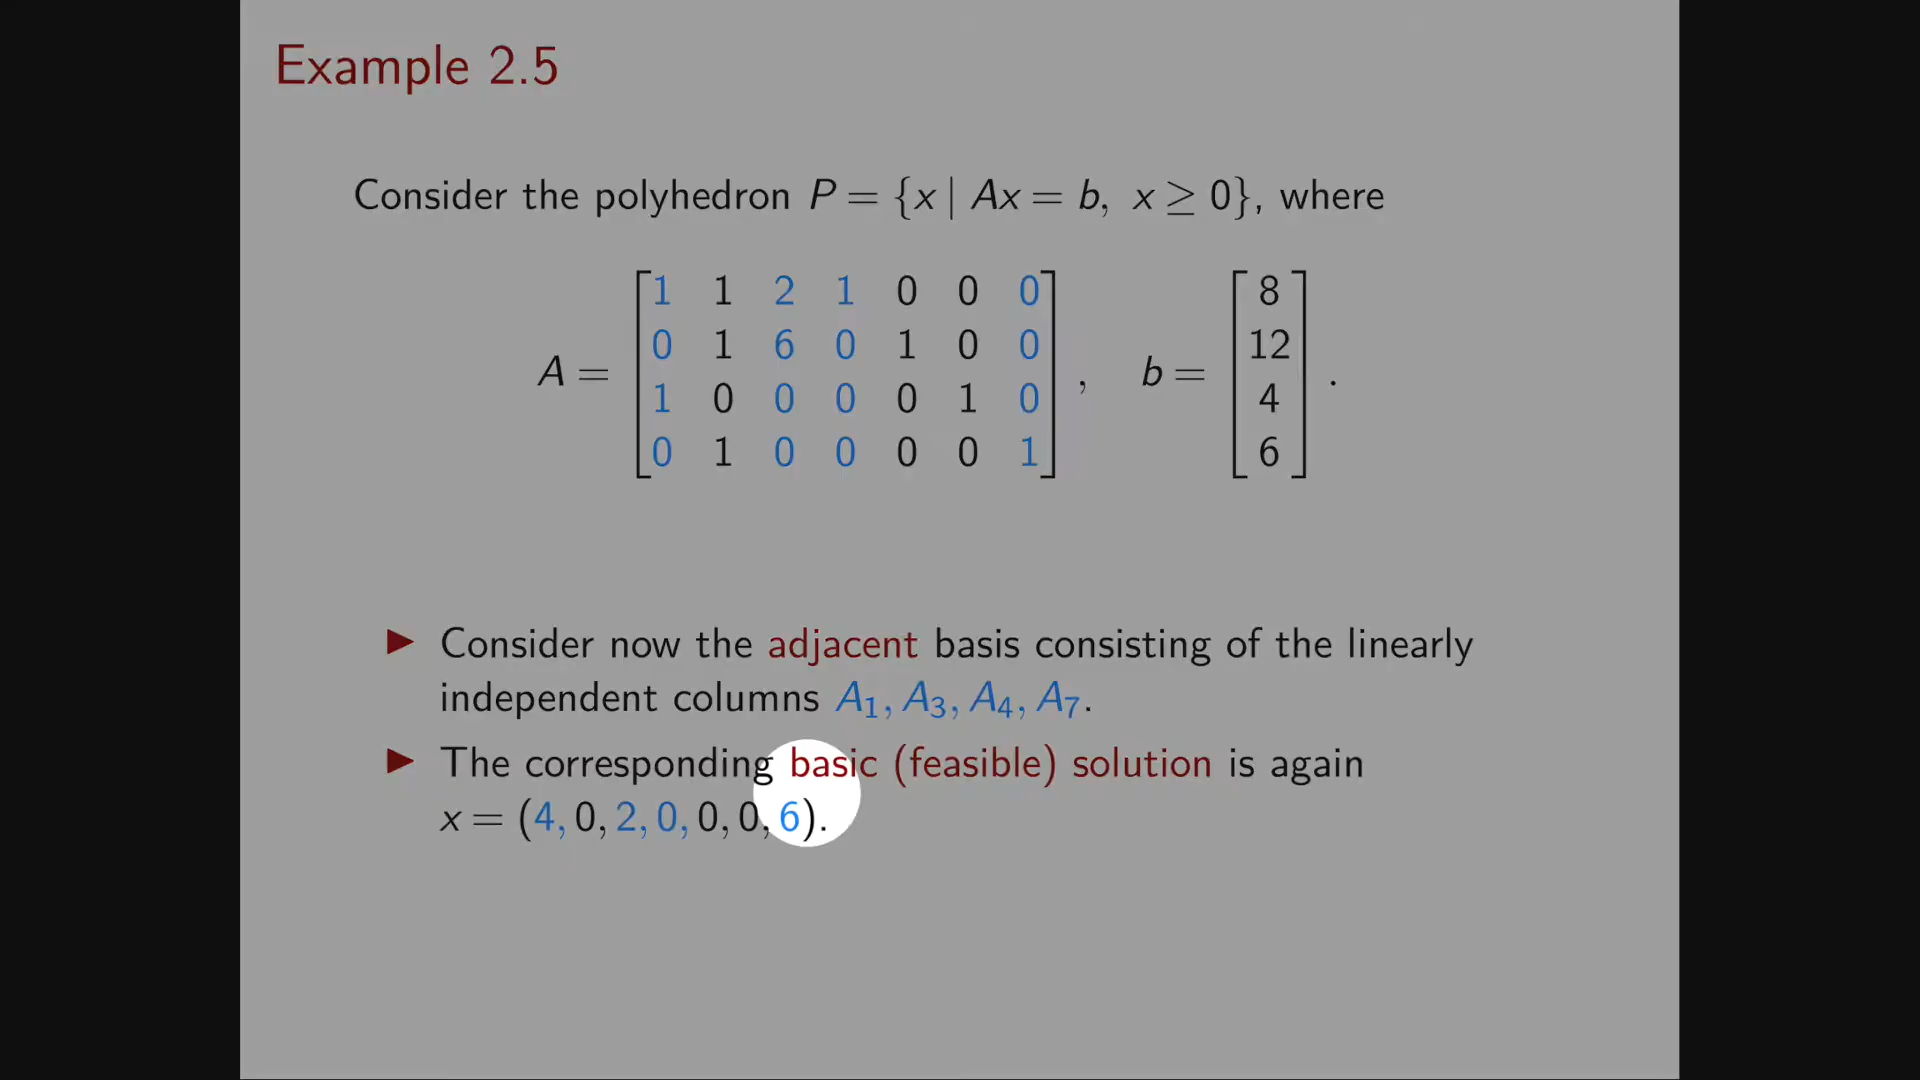 Example 2.5
Consider the polyhedron P = {x | Ax = b, x ≥ 0}, where
A = [1 1 2 1 0 0 0
0 1 6 0 1 0 0
1 0 0 0 0 1 0
0 1 0 0 0 0 1], b = [8
12
4
6].
▶ Consider now the adjacent basis consisting of the linearly
independent columns A₁, A₃, A₄, A₇.
▶ The corresponding basic (feasible) solution is again
x = (4, 0, 2, 0, 0, 0, 6).